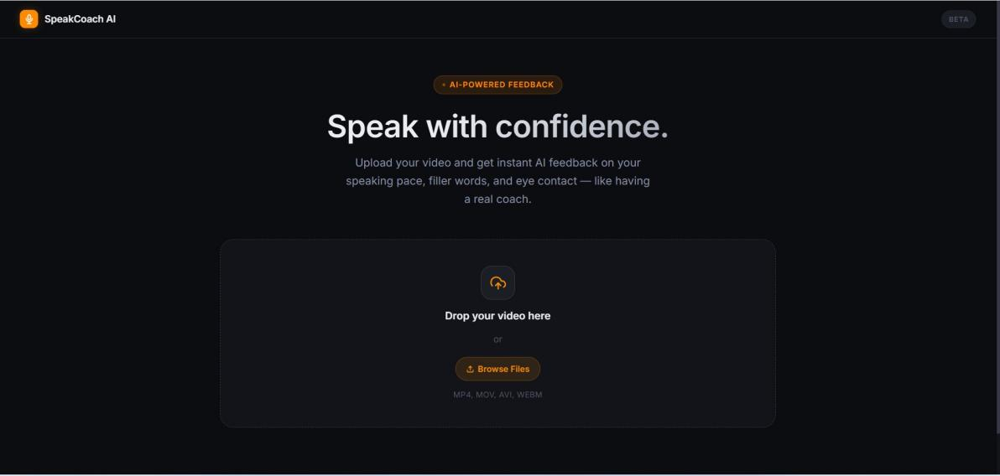 SpeakCoach AI
BETA
AI-POWERED FEEDBACK
Speak with confidence.
Upload your video and get instant AI feedback on your
speaking pace, filler words, and eye contact — like having
a real coach.
Drop your video here
or
Browse Files
MP4, MOV, AVI, WEBM